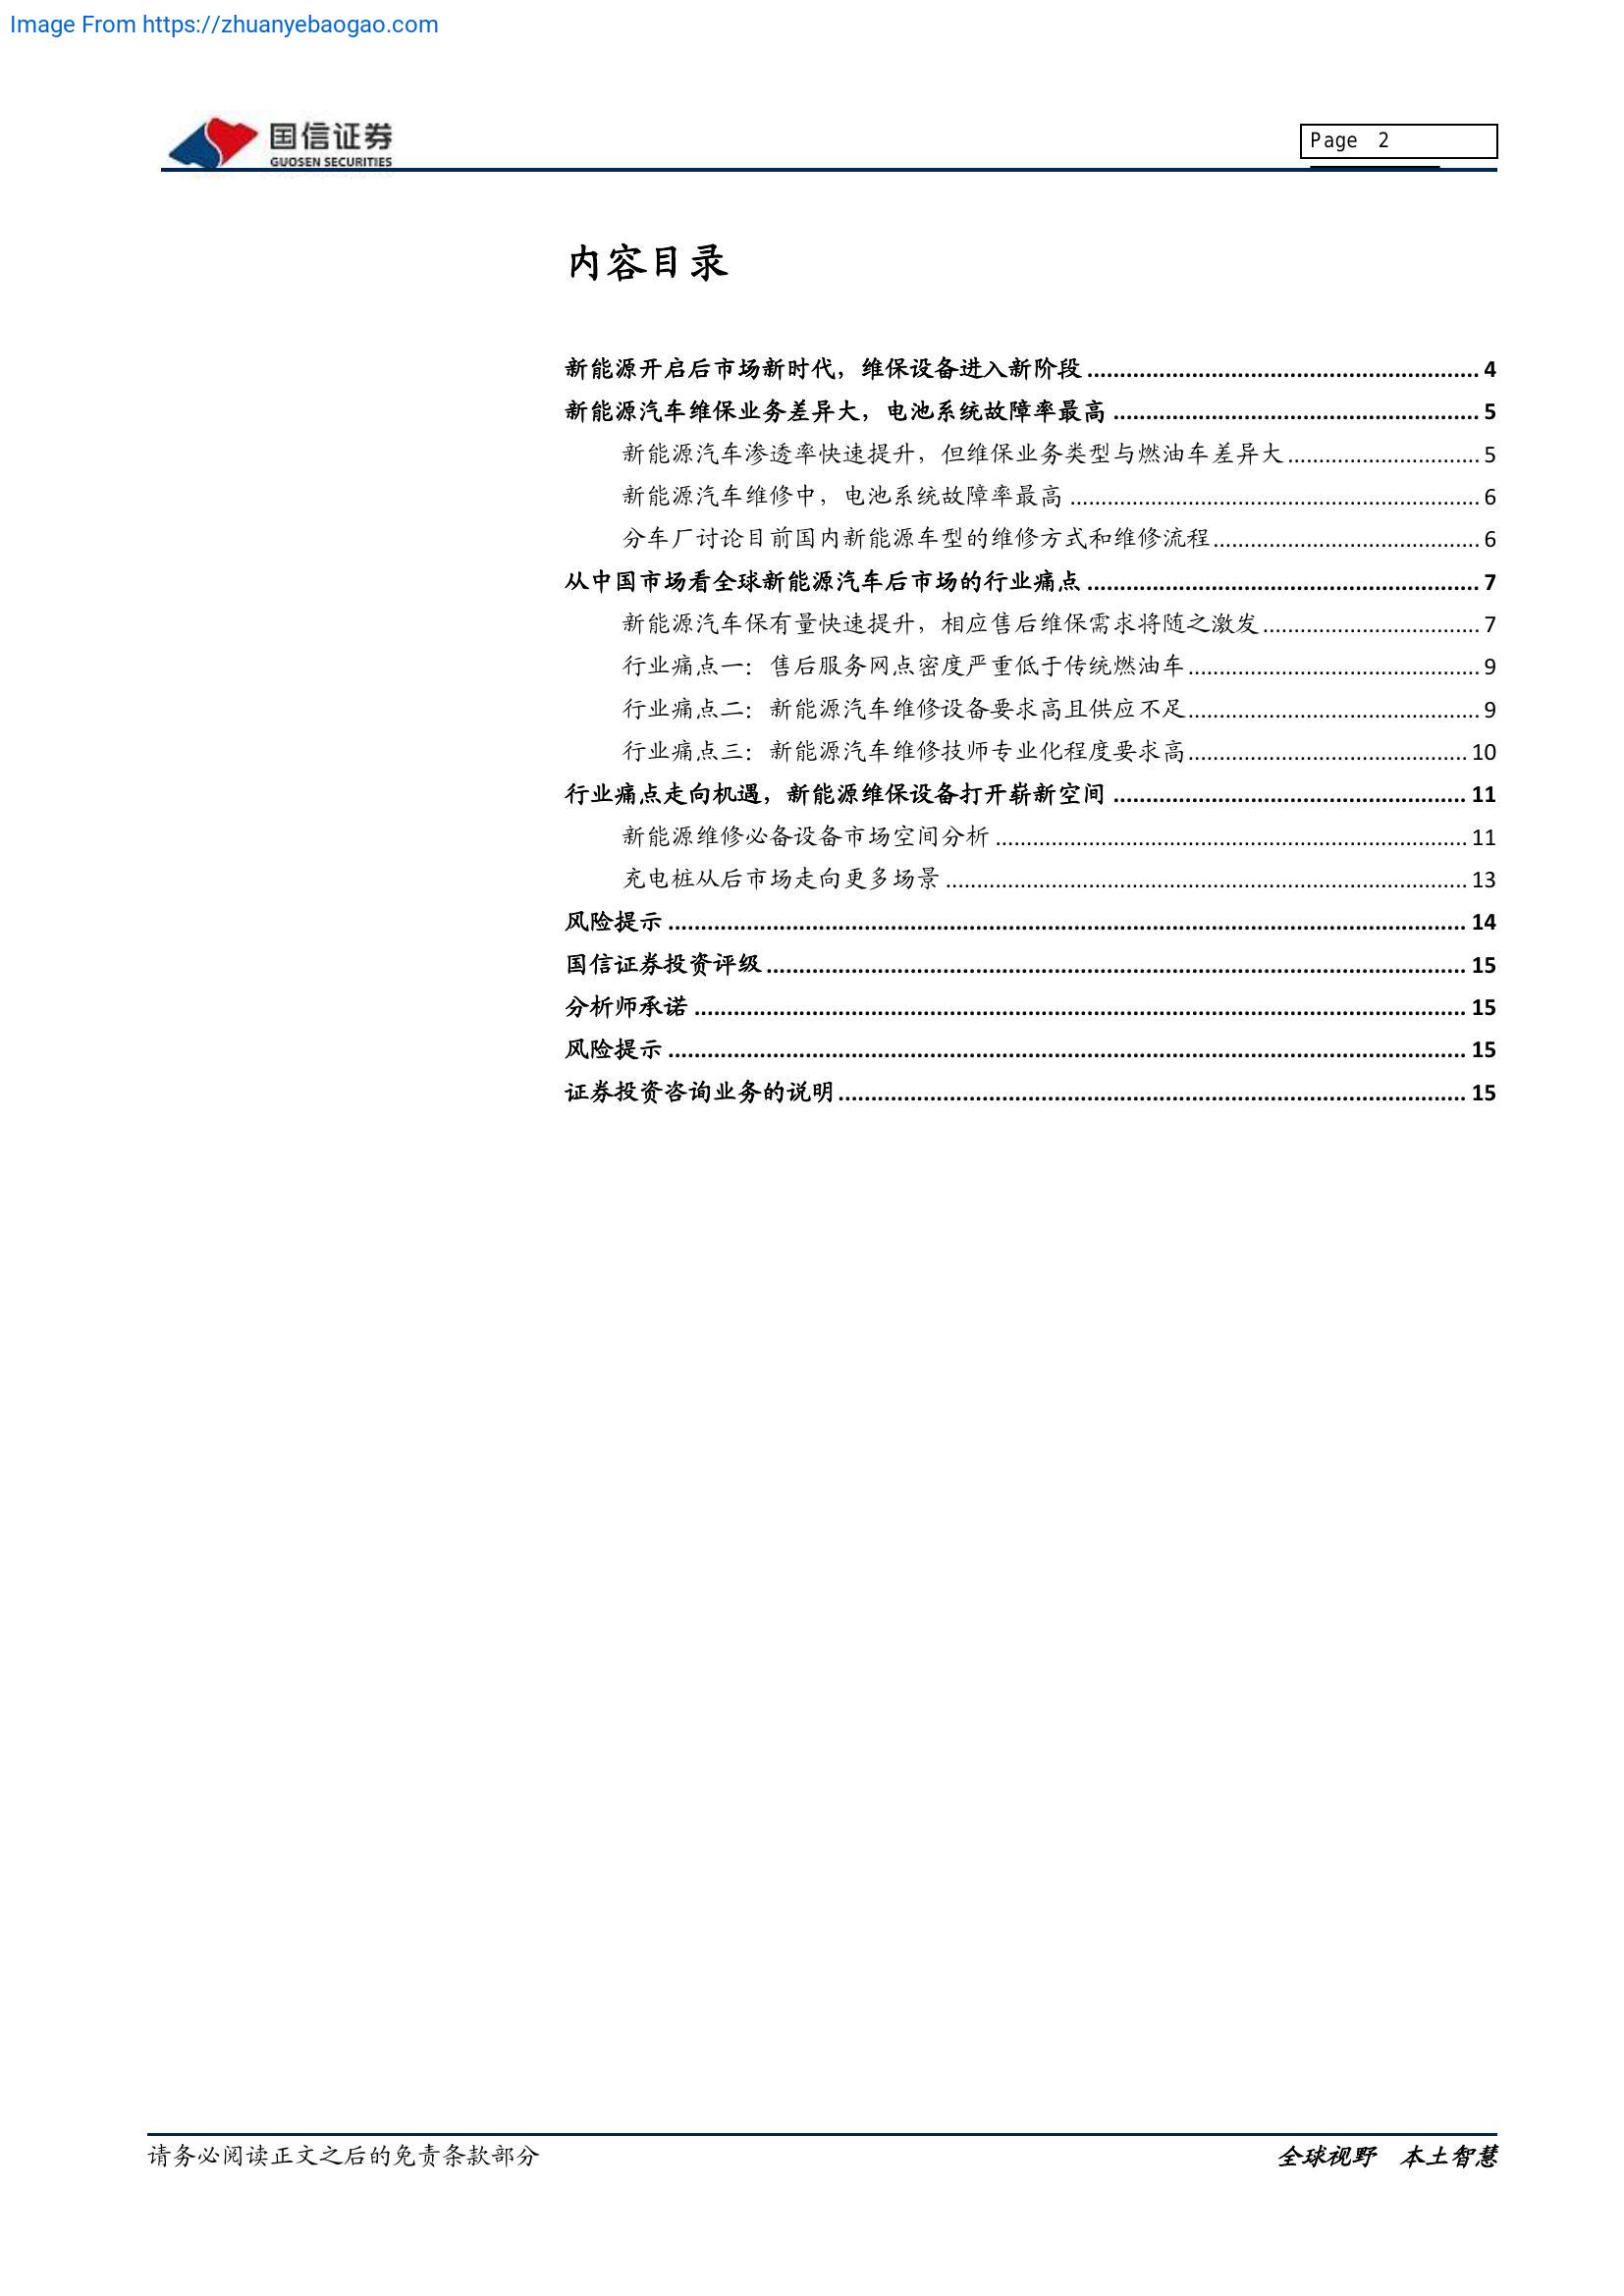 Image From https://zhuanyebaogao.com
国信证券
GUOSEN SECURITIES
Page 2
内容目录
新能源开启后市场新时代，维保设备进入新阶段 ............................................................ 4
新能源汽车维保业务差异大，电池系统故障率最高 ........................................................ 5
新能源汽车渗透率快速提升，但维保业务类型与燃油车差异大 ............................... 5
新能源汽车维修中，电池系统故障率最高 .................................................................. 6
分车厂讨论目前国内新能源车型的维修方式和维修流程 ........................................... 6
从中国市场看全球新能源汽车后市场的行业痛点 ............................................................ 7
新能源汽车保有量快速提升，相应售后维保需求将随之激发 ................................... 7
行业痛点一：售后服务网点密度严重低于传统燃油车 ............................................... 9
行业痛点二：新能源汽车维修设备要求高且供应不足 ............................................... 9
行业痛点三：新能源汽车维修技师专业化程度要求高 ............................................. 10
行业痛点走向机遇，新能源维保设备打开崭新空间 ...................................................... 11
新能源维修必备设备市场空间分析 ............................................................................ 11
充电桩从后市场走向更多场景 .................................................................................... 13
风险提示 .......................................................................................................................... 14
国信证券投资评级 ........................................................................................................... 15
分析师承诺 ...................................................................................................................... 15
风险提示 .......................................................................................................................... 15
证券投资咨询业务的说明 ................................................................................................ 15
请务必阅读正文之后的免责条款部分
全球视野 本土智慧